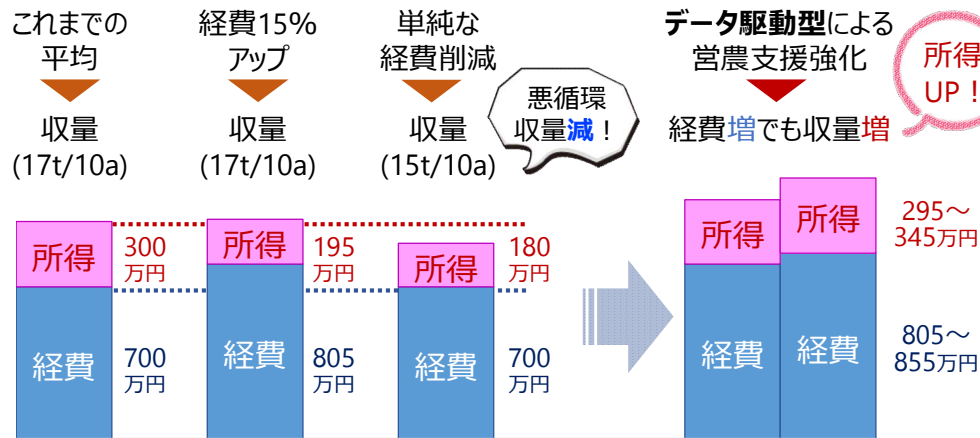 これまでの
平均
収量
(17t/10a)
経費15%
アップ
収量
(17t/10a)
単純な
経費削減
収量
(15t/10a)
悪循環
収量減！
データ駆動型による
営農支援強化
経費増でも収量増
所得
UP！
所得
300
万円
経費
700
万円
所得
195
万円
経費
805
万円
所得
180
万円
経費
700
万円
所得
所得
295～
345万円
経費
経費
805～
855万円